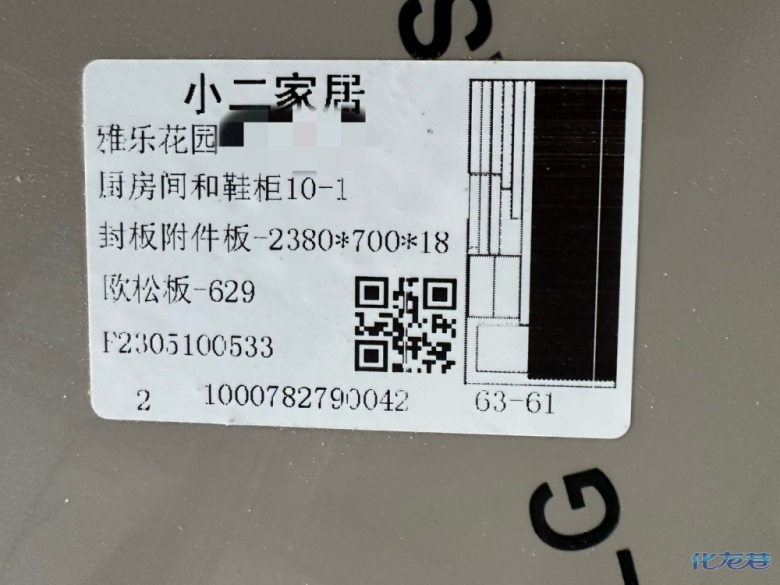 S
小二家居
雅乐花园
厨房间和鞋柜10-1
封板附件板-2380*700*18
欧松板-629
F2305100533
2 1000782790042 63-61
G
化龙巷